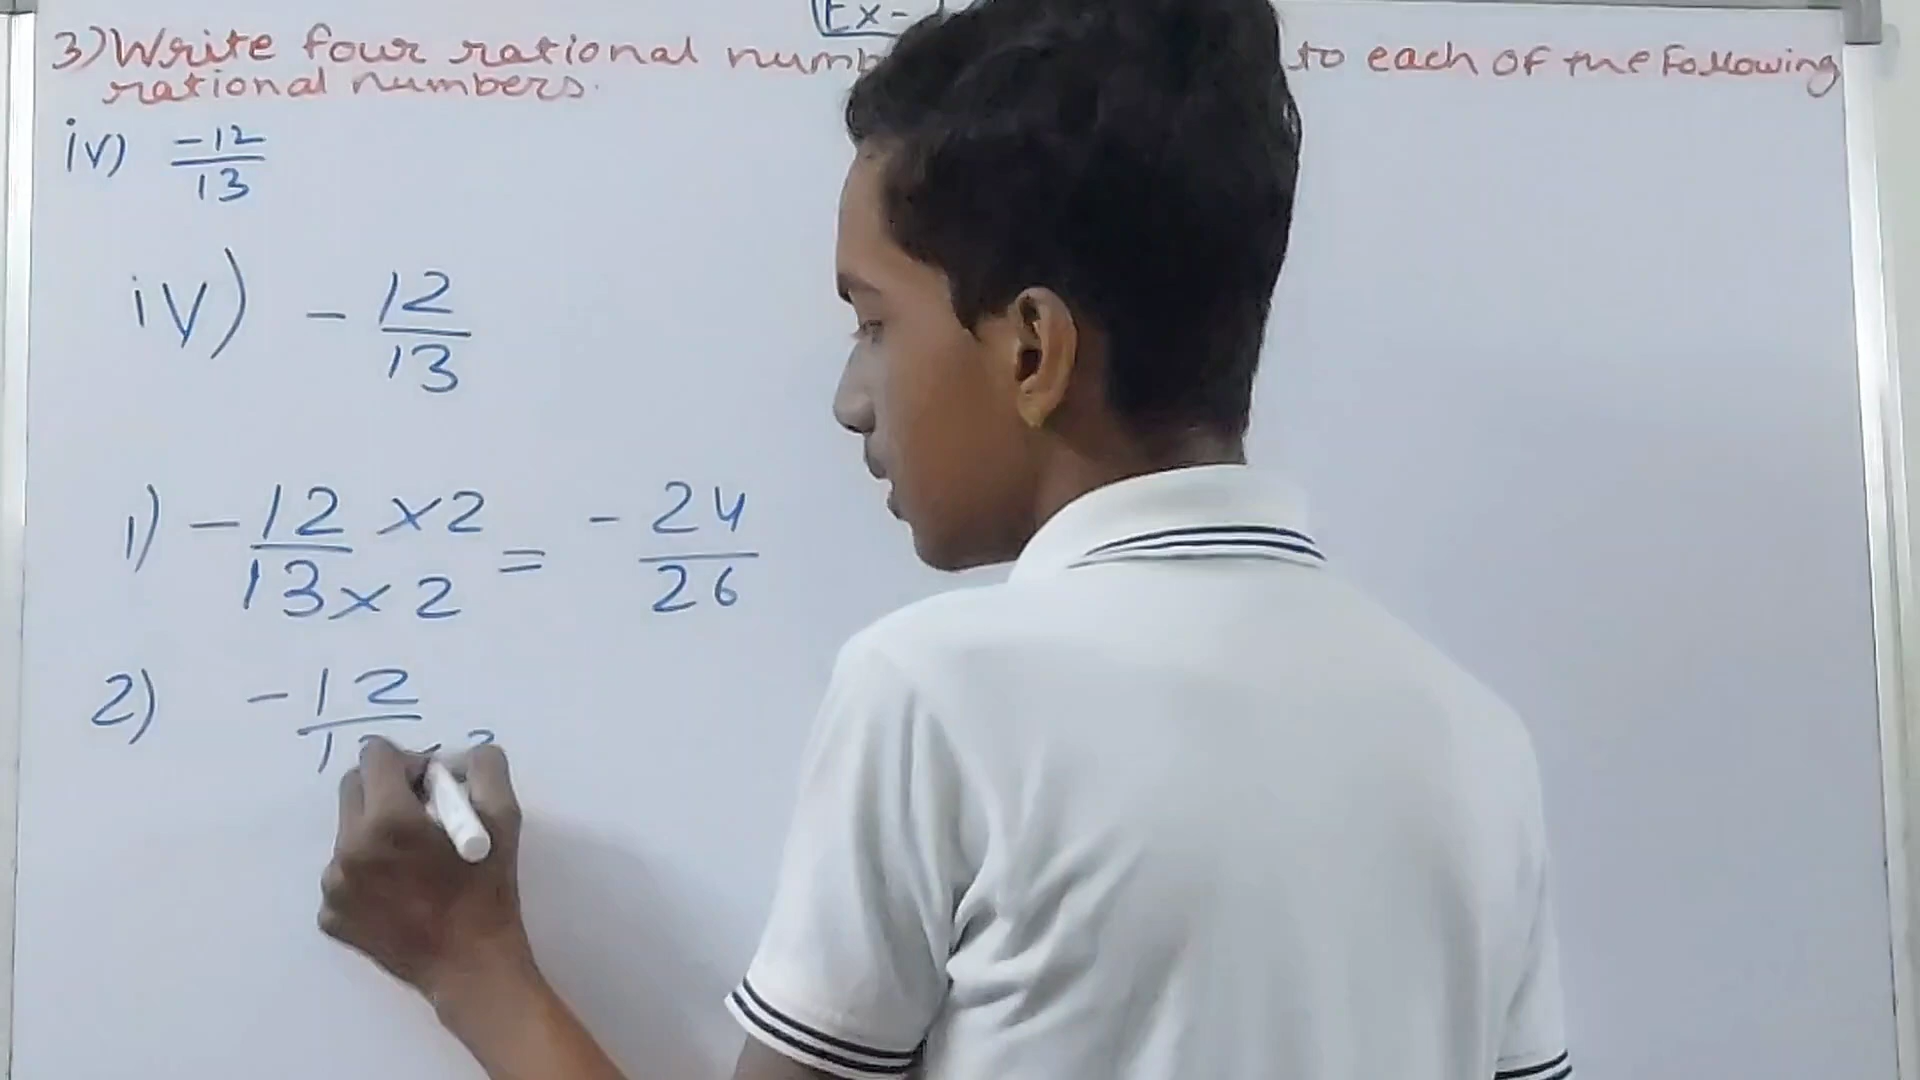 Ex-
3) Write four rational to each of the following
rational numbers.
iv) -12/13
iv) -12/13
1) -12×2/13×2 = -24/26
2) -12/